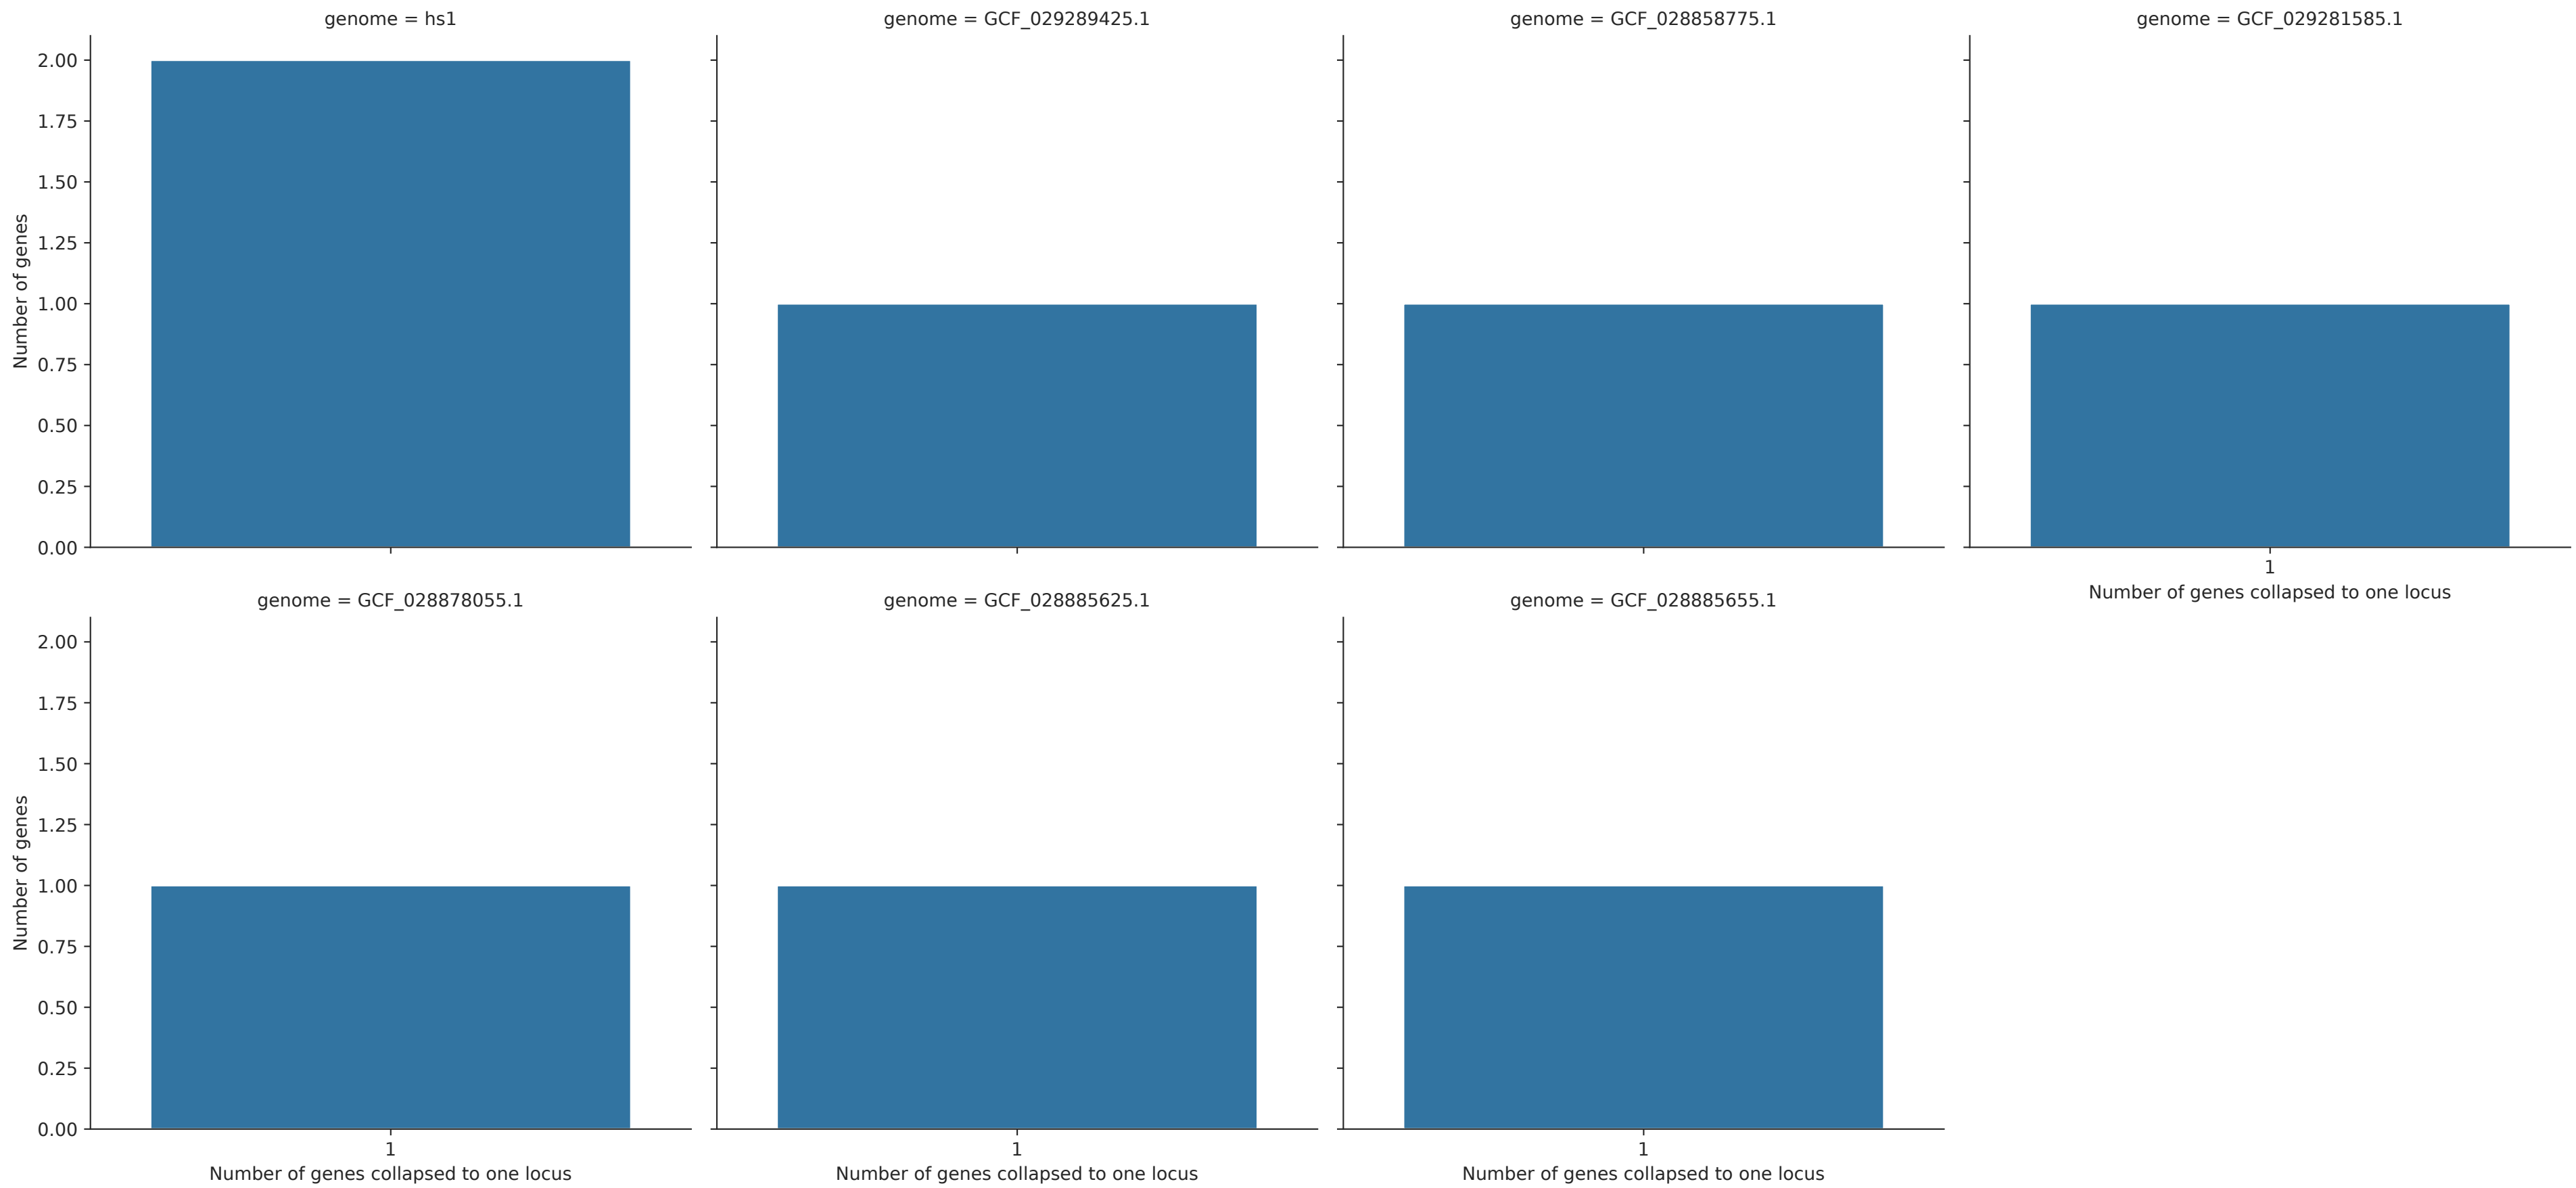 genome = hs1
genome = GCF_029289425.1
genome = GCF_028858775.1
genome = GCF_029281585.1
Number of genes
2.00
1.75
1.50
1.25
1.00
0.75
0.50
0.25
0.00
1
Number of genes collapsed to one locus
genome = GCF_028878055.1
genome = GCF_028885625.1
genome = GCF_028885655.1
Number of genes
2.00
1.75
1.50
1.25
1.00
0.75
0.50
0.25
0.00
1
Number of genes collapsed to one locus
1
Number of genes collapsed to one locus
1
Number of genes collapsed to one locus